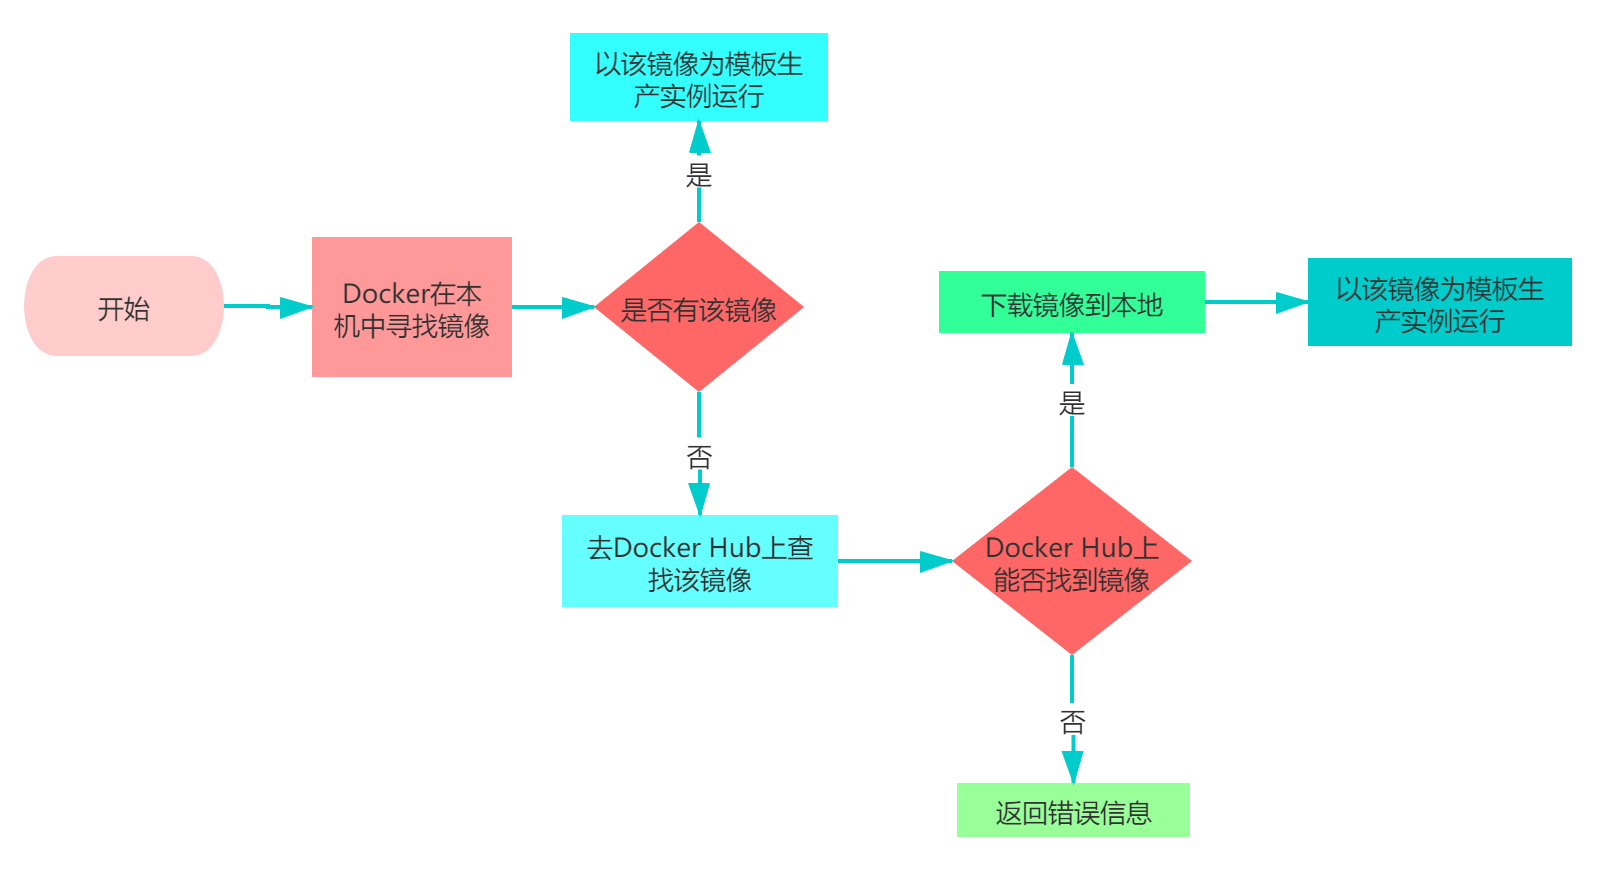 以该镜像为模板生
产实例运行
是
开始
Docker在本
机中寻找镜像
是否有该镜像
下载镜像到本地
以该镜像为模板生
产实例运行
是
否
去Docker Hub上查
找该镜像
Docker Hub上
能否找到镜像
否
返回错误信息